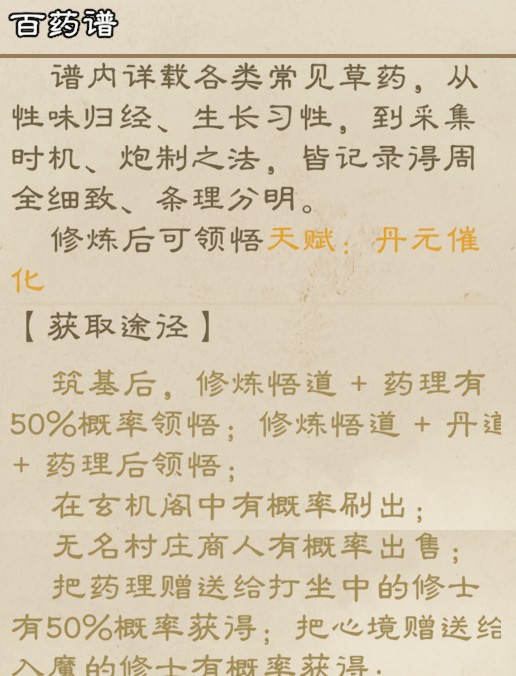 百药谱
谱内详载各类常见草药，从
性味归经、生长习性，到采集
时机、炮制之法，皆记录得周
全细致、条理分明。
修炼后可领悟天赋：丹元催
化
【获取途径】
筑基后，修炼悟道 + 药理有
50%概率领悟；修炼悟道 + 丹道
+ 药理后领悟；
在玄机阁中有概率刷出；
无名村庄商人有概率出售；
把药理赠送给打坐中的修士
有50%概率获得；把心境赠送给
入魔的修士有概率获得；